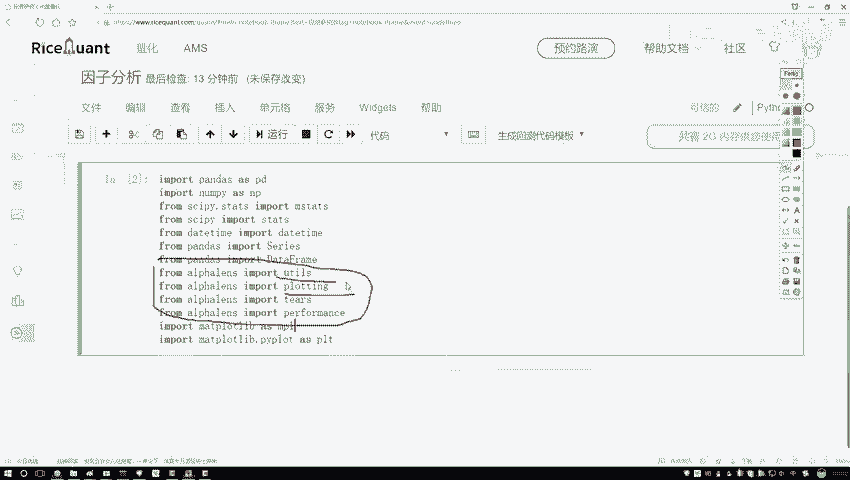 RiceQuant 量化 AMS 预约路演 帮助文档 社区
因子分析 最后检查: 13 分钟前 (未保存改变)
文件 编辑 查看 插入 单元格 服务 Widgets 帮助 可信的
运行 代码 生成回测代码模板
In [2]:
import pandas as pd
import numpy as np
from scipy.stats import mstats
from scipy import stats
from datetime import datetime
from pandas import Series
from pandas import DataFrame
from alphalens import utils
from alphalens import plotting
from alphalens import tears
from alphalens import performance
import matplotlib as mpl
import matplotlib.pyplot as plt